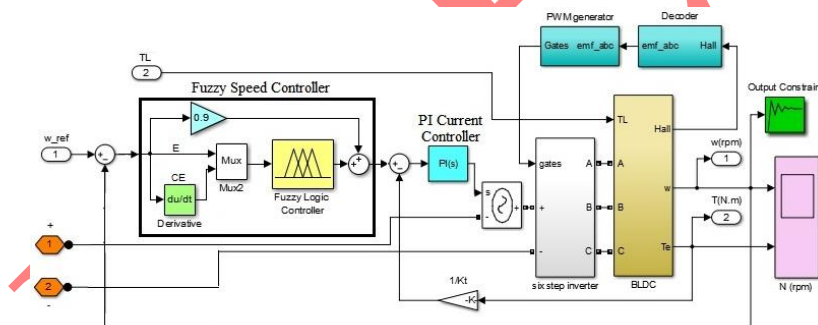 PWM generator
Decoder
Gates emf_abc
emf_abc Hall
TL
2
Fuzzy Speed Controller
Output Constrain
0.9
PI Current
Controller
w_ref
1
E
CE
du/dt
Derivative
Mux
Mux2
Fuzzy Logic
Controller
PI(s)
s
-
+
gates
+
-
A
B
C
six step inverter
TL
A
B
C
Hall
w
Te
BLDC
w(rpm)
1
T(N.m)
2
N (rpm)
+
1
2
-
1/Kt
-K-